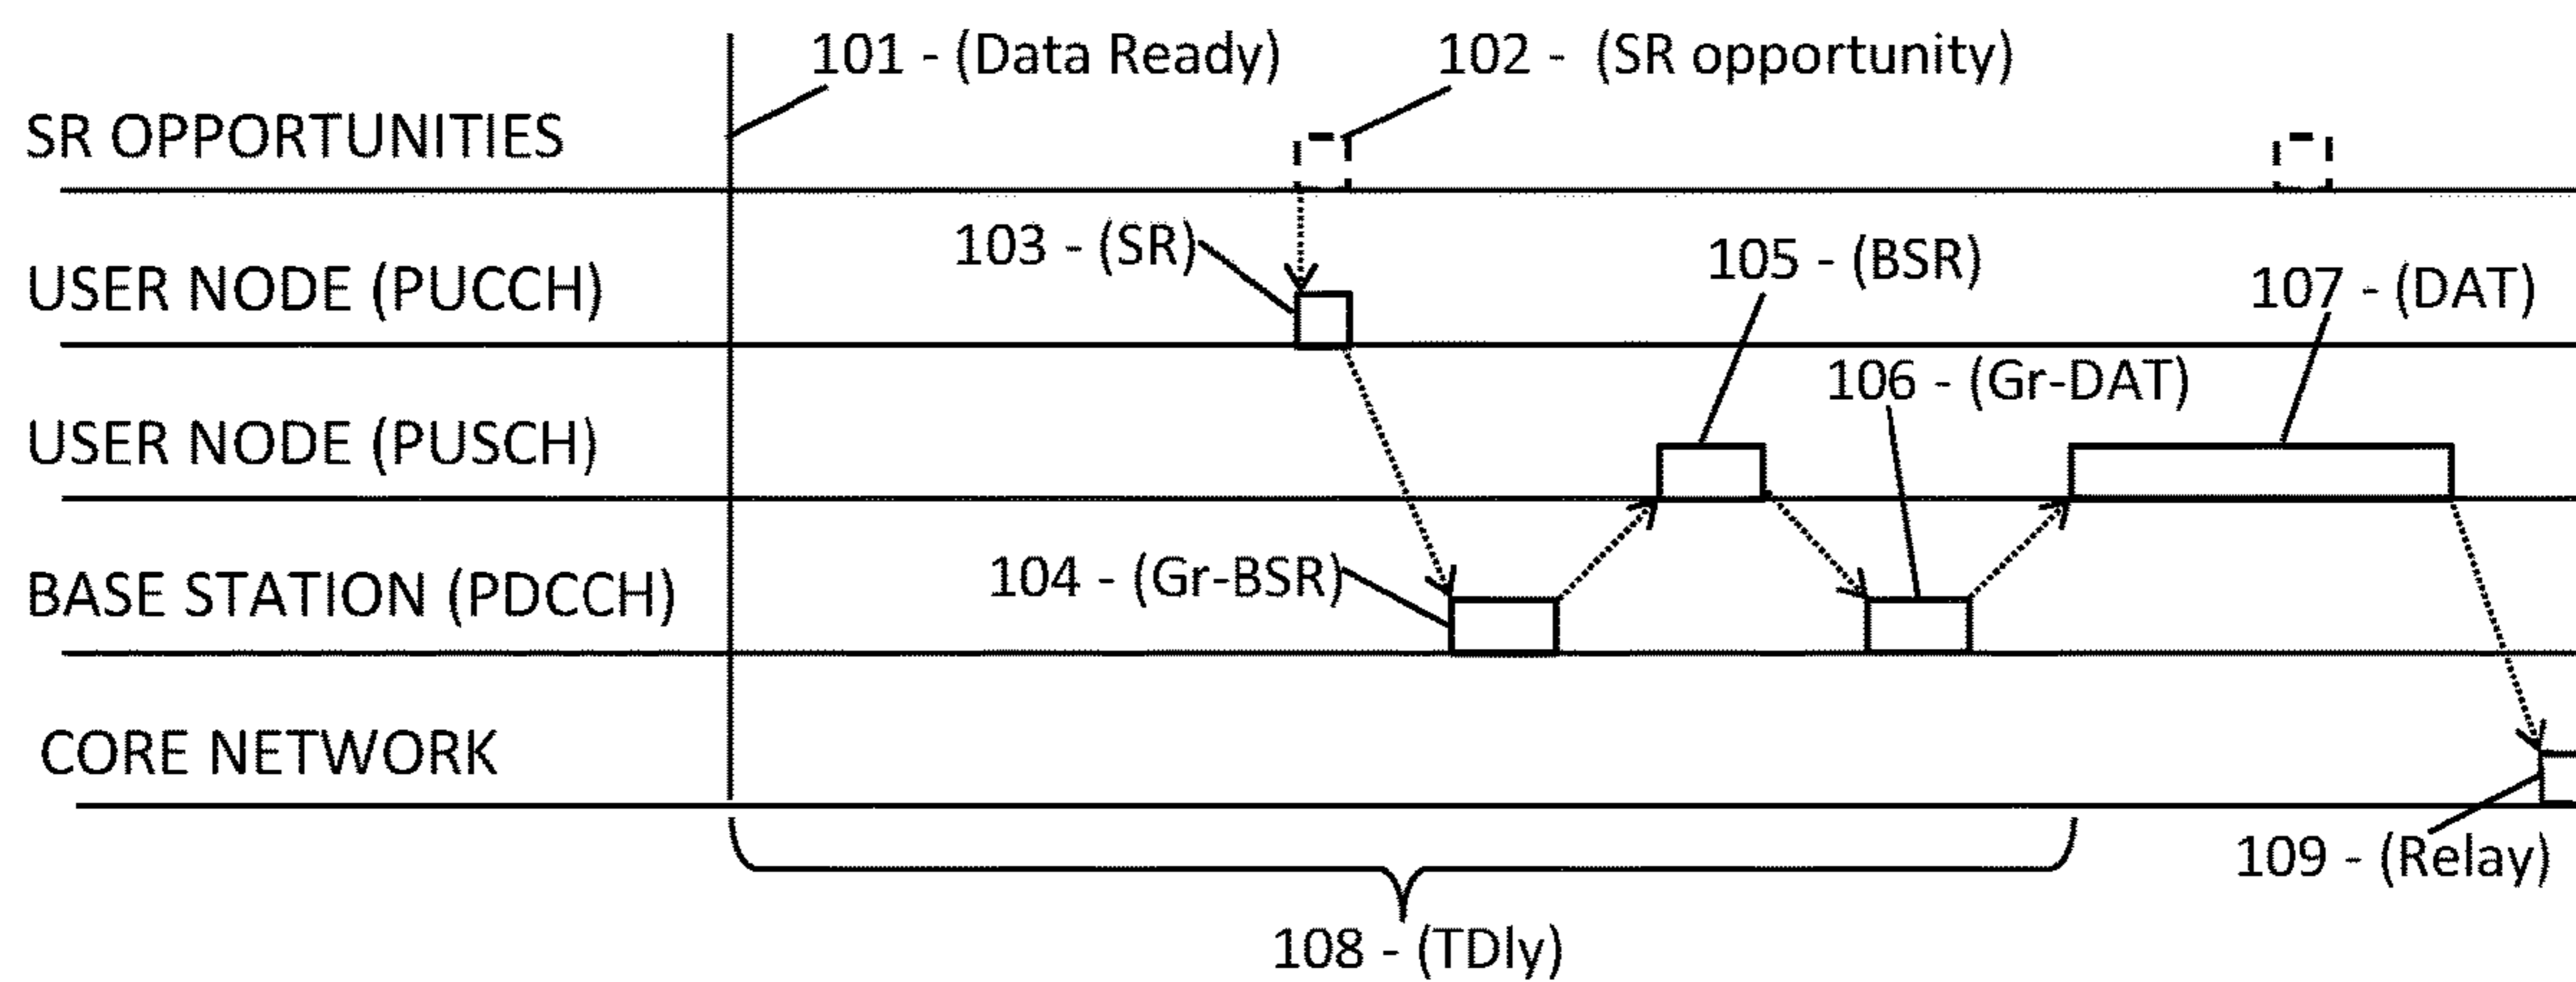 101 - (Data Ready)
102 - (SR opportunity)
SR OPPORTUNITIES
103 - (SR)
105 - (BSR)
USER NODE (PUCCH)
107 - (DAT)
106 - (Gr-DAT)
USER NODE (PUSCH)
104 - (Gr-BSR)
BASE STATION (PDCCH)
CORE NETWORK
109 - (Relay)
108 - (TDly)